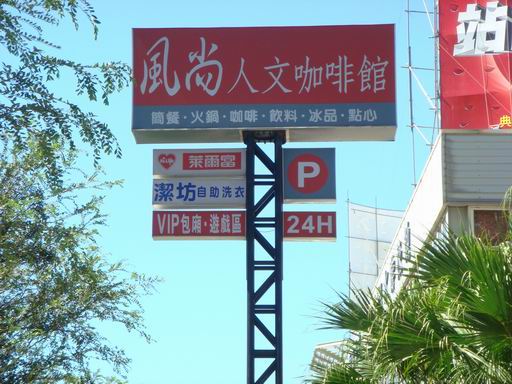 風尚人文咖啡館
簡餐·火鍋·咖啡·飲料·冰品·點心
萊爾富
P
潔坊自助洗衣
VIP包廂·遊戲區
24H
站
典